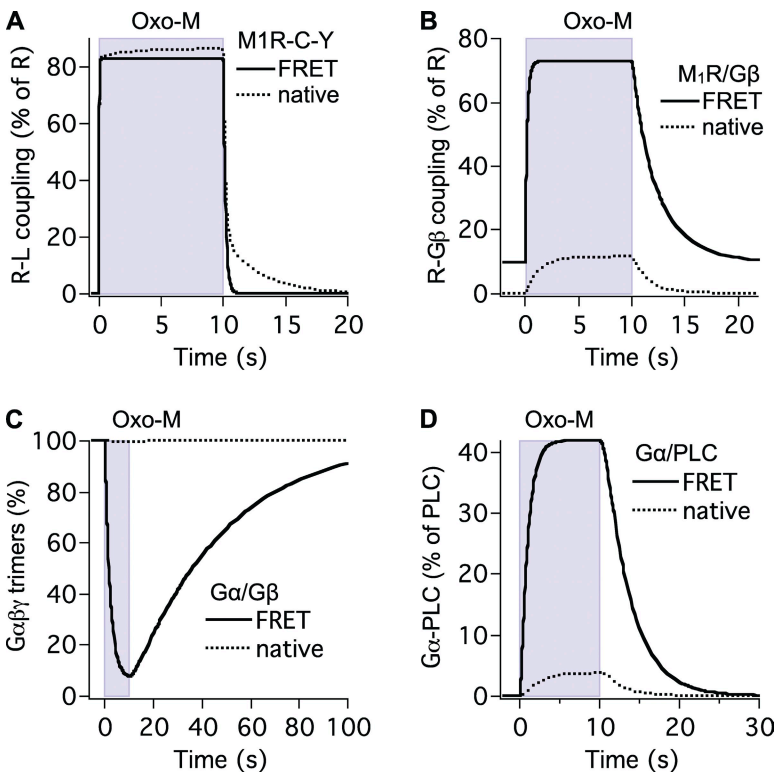 A
Oxo-M
M1R-C-Y
FRET
native
R-L coupling (% of R)
80
60
40
20
0
0 5 10 15 20
Time (s)
B
Oxo-M
M₁R/Gβ
FRET
native
R-Gβ coupling (% of R)
80
60
40
20
0
0 5 10 15 20
Time (s)
C
Oxo-M
Gα/Gβ
FRET
native
Gαβγ trimers (%)
100
80
60
40
20
0
0 20 40 60 80 100
Time (s)
D
Oxo-M
Gα/PLC
FRET
native
Gα-PLC (% of PLC)
40
30
20
10
0
0 10 20 30
Time (s)